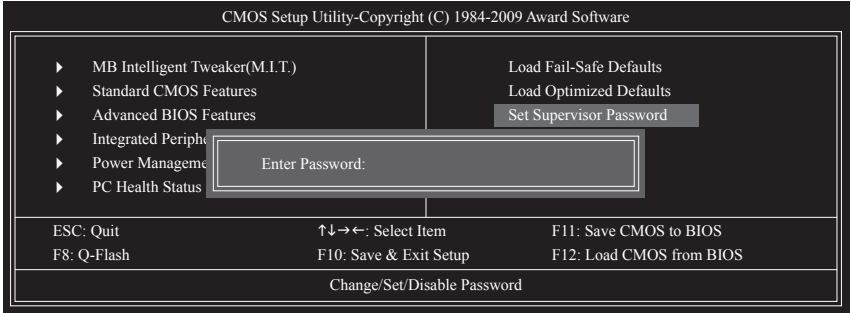 CMOS Setup Utility-Copyright (C) 1984-2009 Award Software
MB Intelligent Tweaker(M.I.T.)
Standard CMOS Features
Advanced BIOS Features
Integrated Periphe
Power Manageme
PC Health Status
Load Fail-Safe Defaults
Load Optimized Defaults
Set Supervisor Password
Enter Password:
ESC: Quit
↑↓→←: Select Item
F11: Save CMOS to BIOS
F8: Q-Flash
F10: Save & Exit Setup
F12: Load CMOS from BIOS
Change/Set/Disable Password